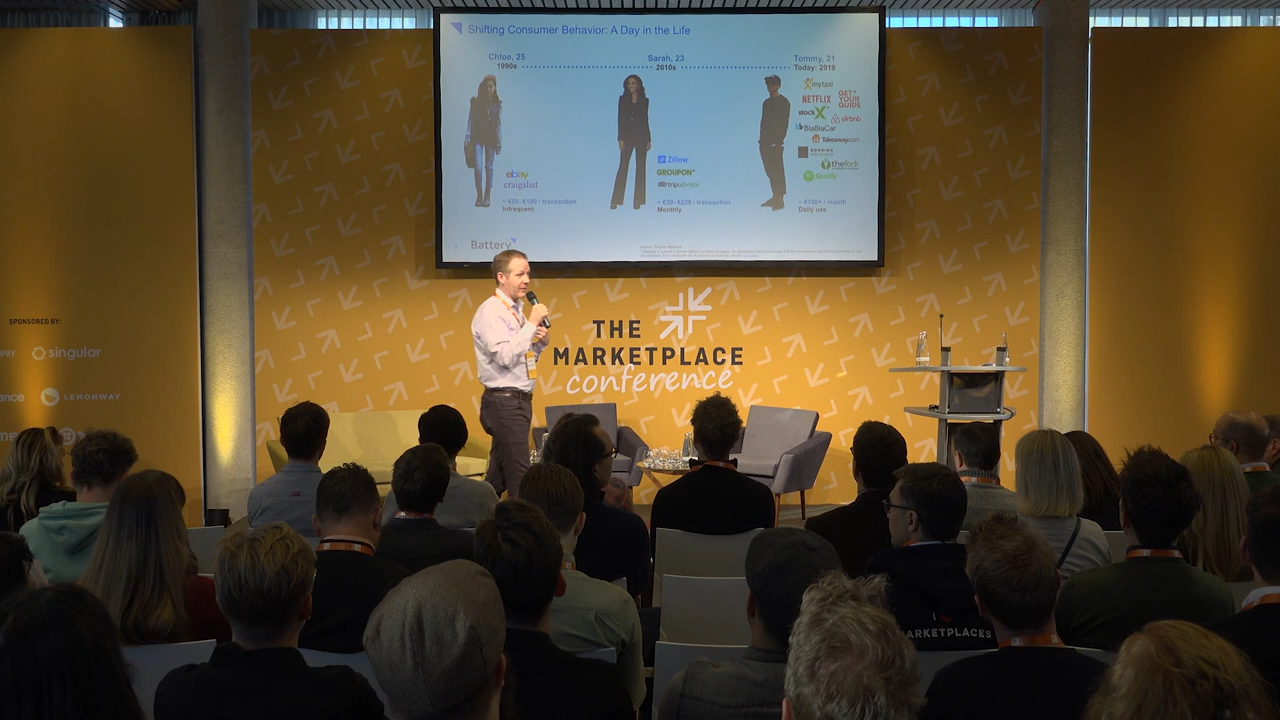 Shifting Consumer Behavior: A Day in the Life
Chloe, 25
1990s
Sarah, 23
2010s
Tommy, 21
Today: 2019
mytaxi
NETFLIX
GET YOUR GUIDE
stockX
airbnb
BlaBlaCar
Takeaway.com
BOOKING HOLDINGS
thefork
Spotify
ebay
craigslist
~ €50-€100 / transaction
Infrequent
Zillow
GROUPON
tripadvisor
~ €50-€220 / transaction
Monthly
~ €700+ / month
Daily use
Battery
THE
MARKETPLACE
conference
SPONSORED BY:
singular
LEMONWAY
MARKETPLACES